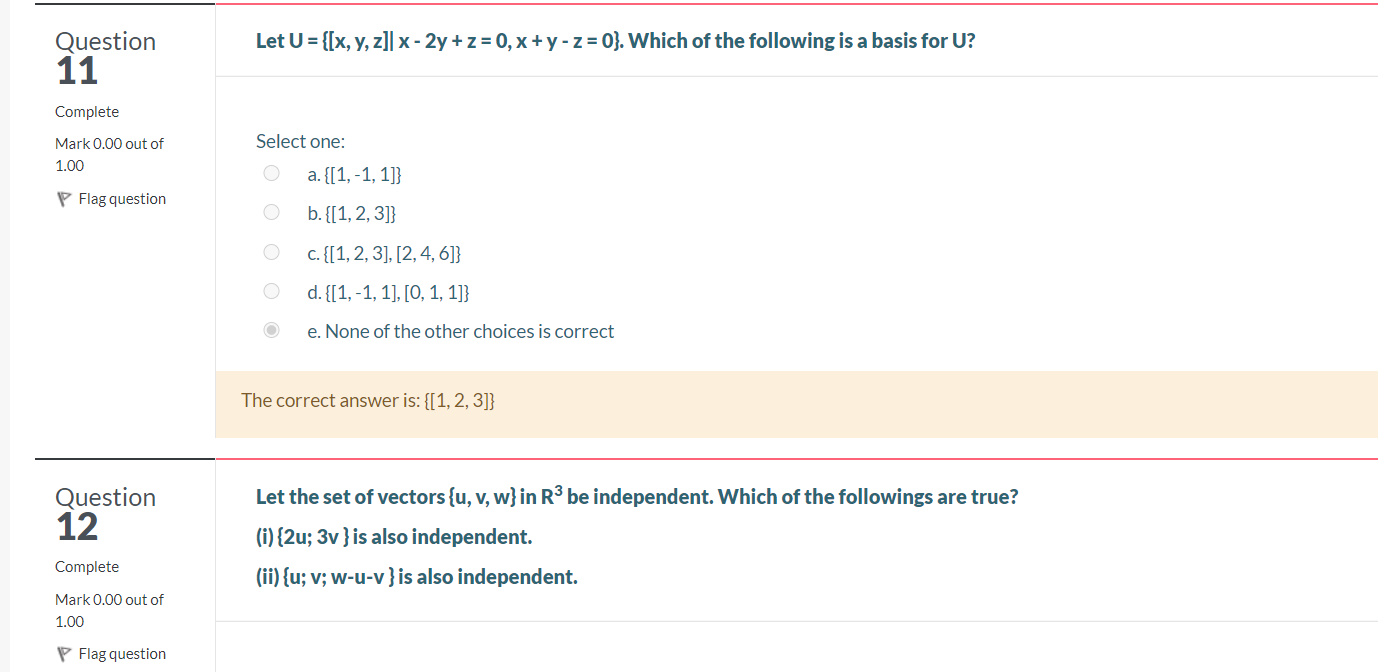 Question
11
Complete
Mark 0.00 out of
1.00
Flag question
Let U = {[x, y, z]| x - 2y + z = 0, x + y - z = 0}. Which of the following is a basis for U?
Select one:
a. {[1, -1, 1]}
b. {[1, 2, 3]}
c. {[1, 2, 3], [2, 4, 6]}
d. {[1, -1, 1], [0, 1, 1]}
e. None of the other choices is correct
The correct answer is: {[1, 2, 3]}
Question
12
Complete
Mark 0.00 out of
1.00
Flag question
Let the set of vectors {u, v, w} in R³ be independent. Which of the followings are true?
(i) {2u; 3v } is also independent.
(ii) {u; v; w-u-v } is also independent.